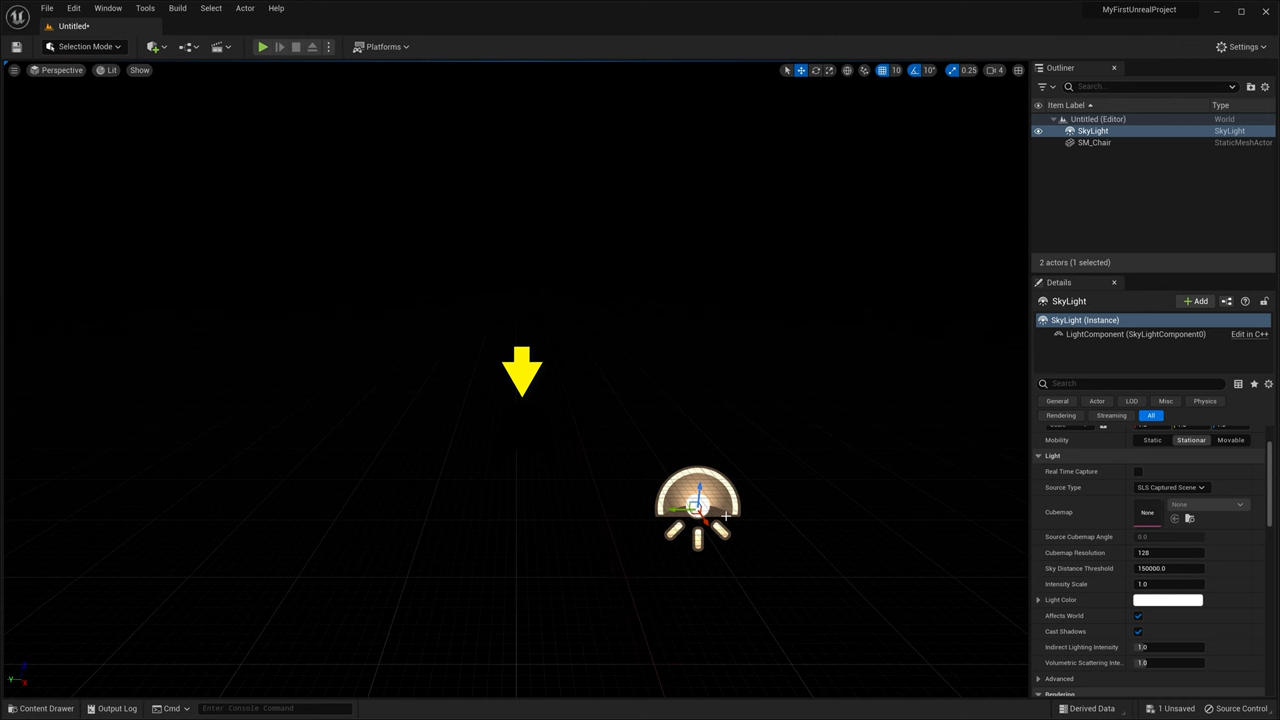 File Edit Window Tools Build Select Actor Help
MyFirstUnrealProject
Untitled*
Selection Mode
Platforms
Settings
Perspective
Lit
Show
10
10°
0.25
4
Outliner
Search...
Item Label
Type
Untitled (Editor)
World
SkyLight
SkyLight
SM_Chair
StaticMeshActor
2 actors (1 selected)
Details
SkyLight
Add
SkyLight (Instance)
LightComponent (SkyLightComponent0)
Edit in C++
Search
General
Actor
LOD
Misc
Physics
Rendering
Streaming
All
Mobility
Static
Stationar
Movable
Light
Real Time Capture
Source Type
SLS Captured Scene
Cubemap
None
None
Source Cubemap Angle
0.0
Cubemap Resolution
128
Sky Distance Threshold
150000.0
Intensity Scale
1.0
Light Color
Affects World
Cast Shadows
Indirect Lighting Intensity
1.0
Volumetric Scattering Inte..
1.0
Advanced
Rendering
Content Drawer
Output Log
Cmd
Enter Console Command
Derived Data
1 Unsaved
Source Control